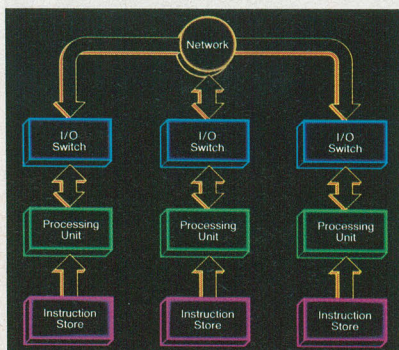 Network
I/O
Switch
I/O
Switch
I/O
Switch
Processing
Unit
Processing
Unit
Processing
Unit
Instruction
Store
Instruction
Store
Instruction
Store